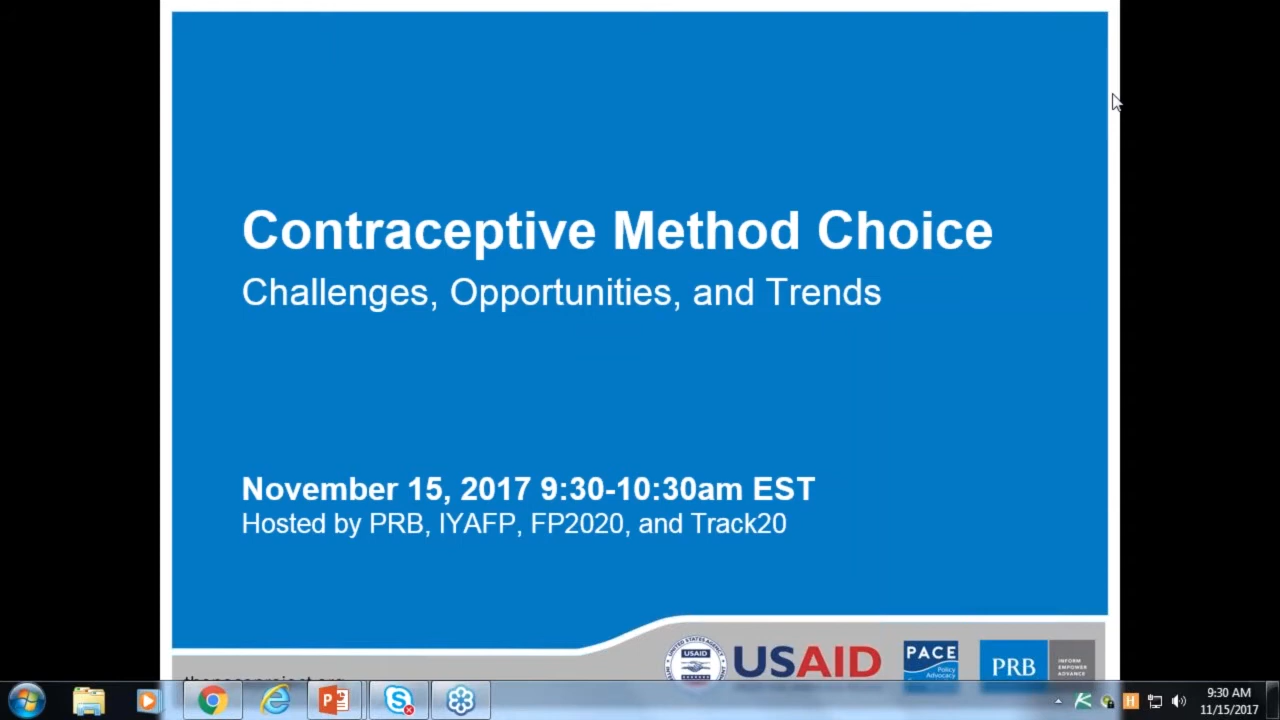 Contraceptive Method Choice
Challenges, Opportunities, and Trends
November 15, 2017 9:30-10:30am EST
Hosted by PRB, IYAFP, FP2020, and Track20
USAID
USAID
PACE
Policy
Advocacy
PRB
INFORM
EMPOWER
ADVANCE
9:30 AM
11/15/2017